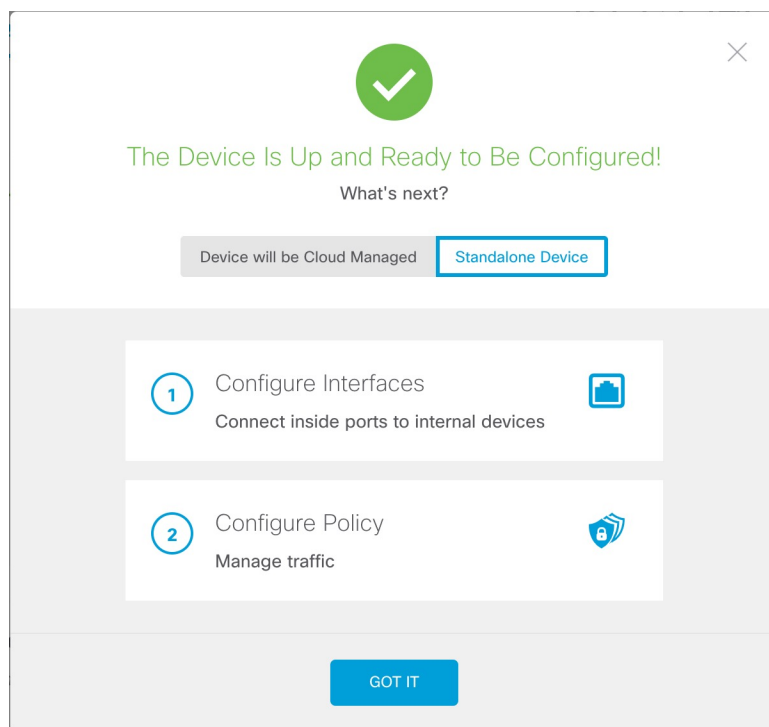 The Device Is Up and Ready to Be Configured!
What's next?
Device will be Cloud Managed
Standalone Device
1
Configure Interfaces
Connect inside ports to internal devices
2
Configure Policy
Manage traffic
GOT IT